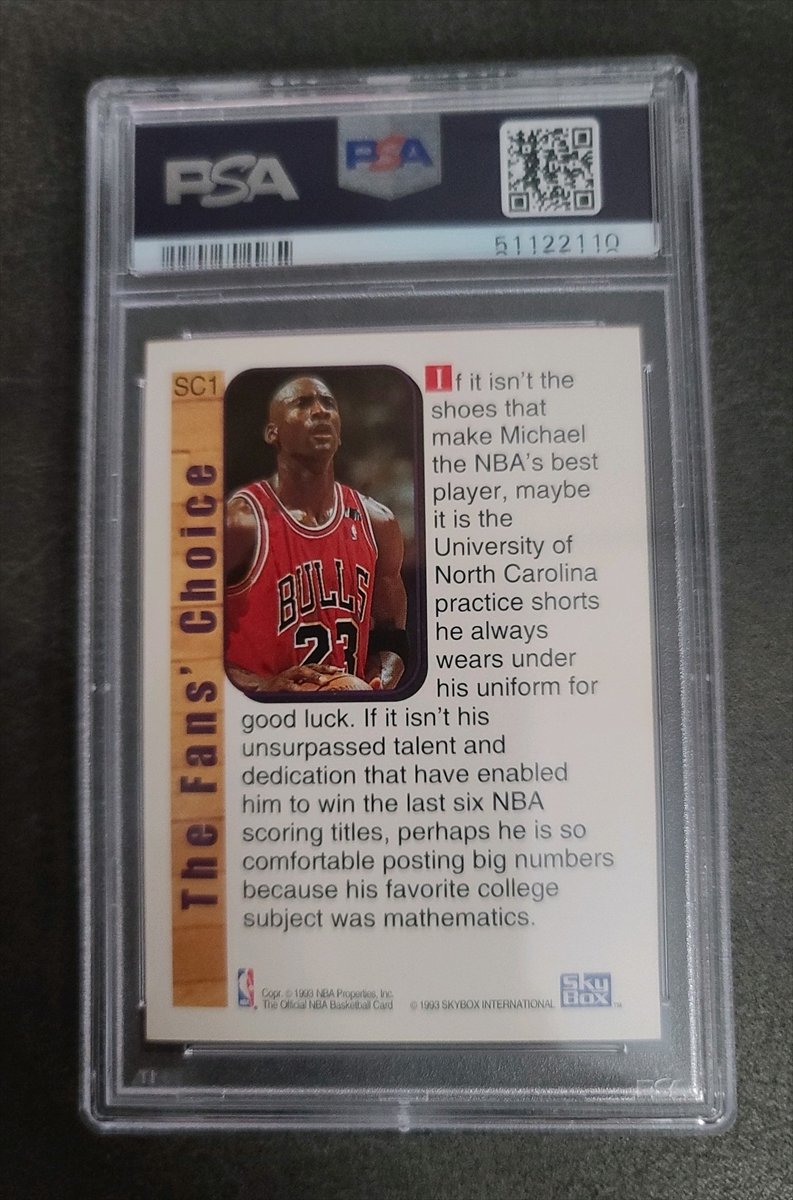 PSA
PSA
51122110
SC1
The Fans' Choice
BULLS
23
If it isn't the
shoes that
make Michael
the NBA's best
player, maybe
it is the
University of
North Carolina
practice shorts
he always
wears under
his uniform for
good luck. If it isn't his
unsurpassed talent and
dedication that have enabled
him to win the last six NBA
scoring titles, perhaps he is so
comfortable posting big numbers
because his favorite college
subject was mathematics.
Copr. © 1993 NBA Properties, Inc.
The Official NBA Basketball Card
© 1993 SKYBOX INTERNATIONAL
SkyBox
™
PSA